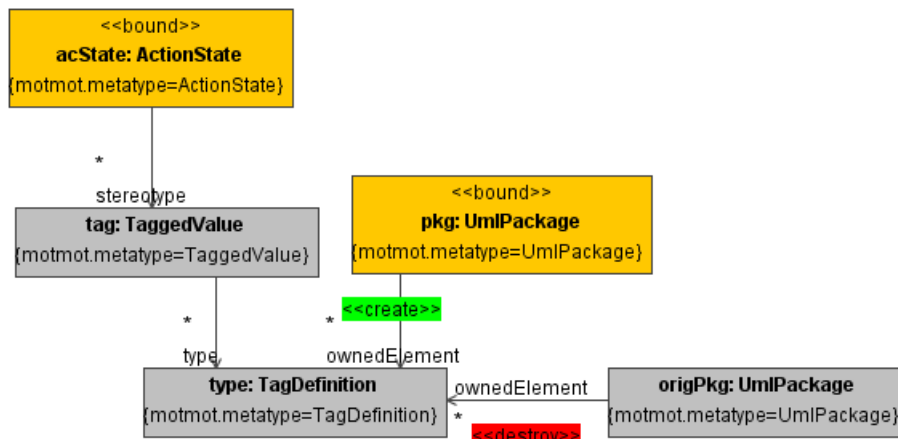 <<bound>>
acState: ActionState
{motmot.metatype=ActionState}
*
stereotype
tag: TaggedValue
{motmot.metatype=TaggedValue}
<<bound>>
pkg: UmlPackage
{motmot.metatype=UmlPackage}
<<create>>
*
*
type
ownedElement
type: TagDefinition
{motmot.metatype=TagDefinition}
ownedElement
*
<<destroy>>
origPkg: UmlPackage
{motmot.metatype=UmlPackage}